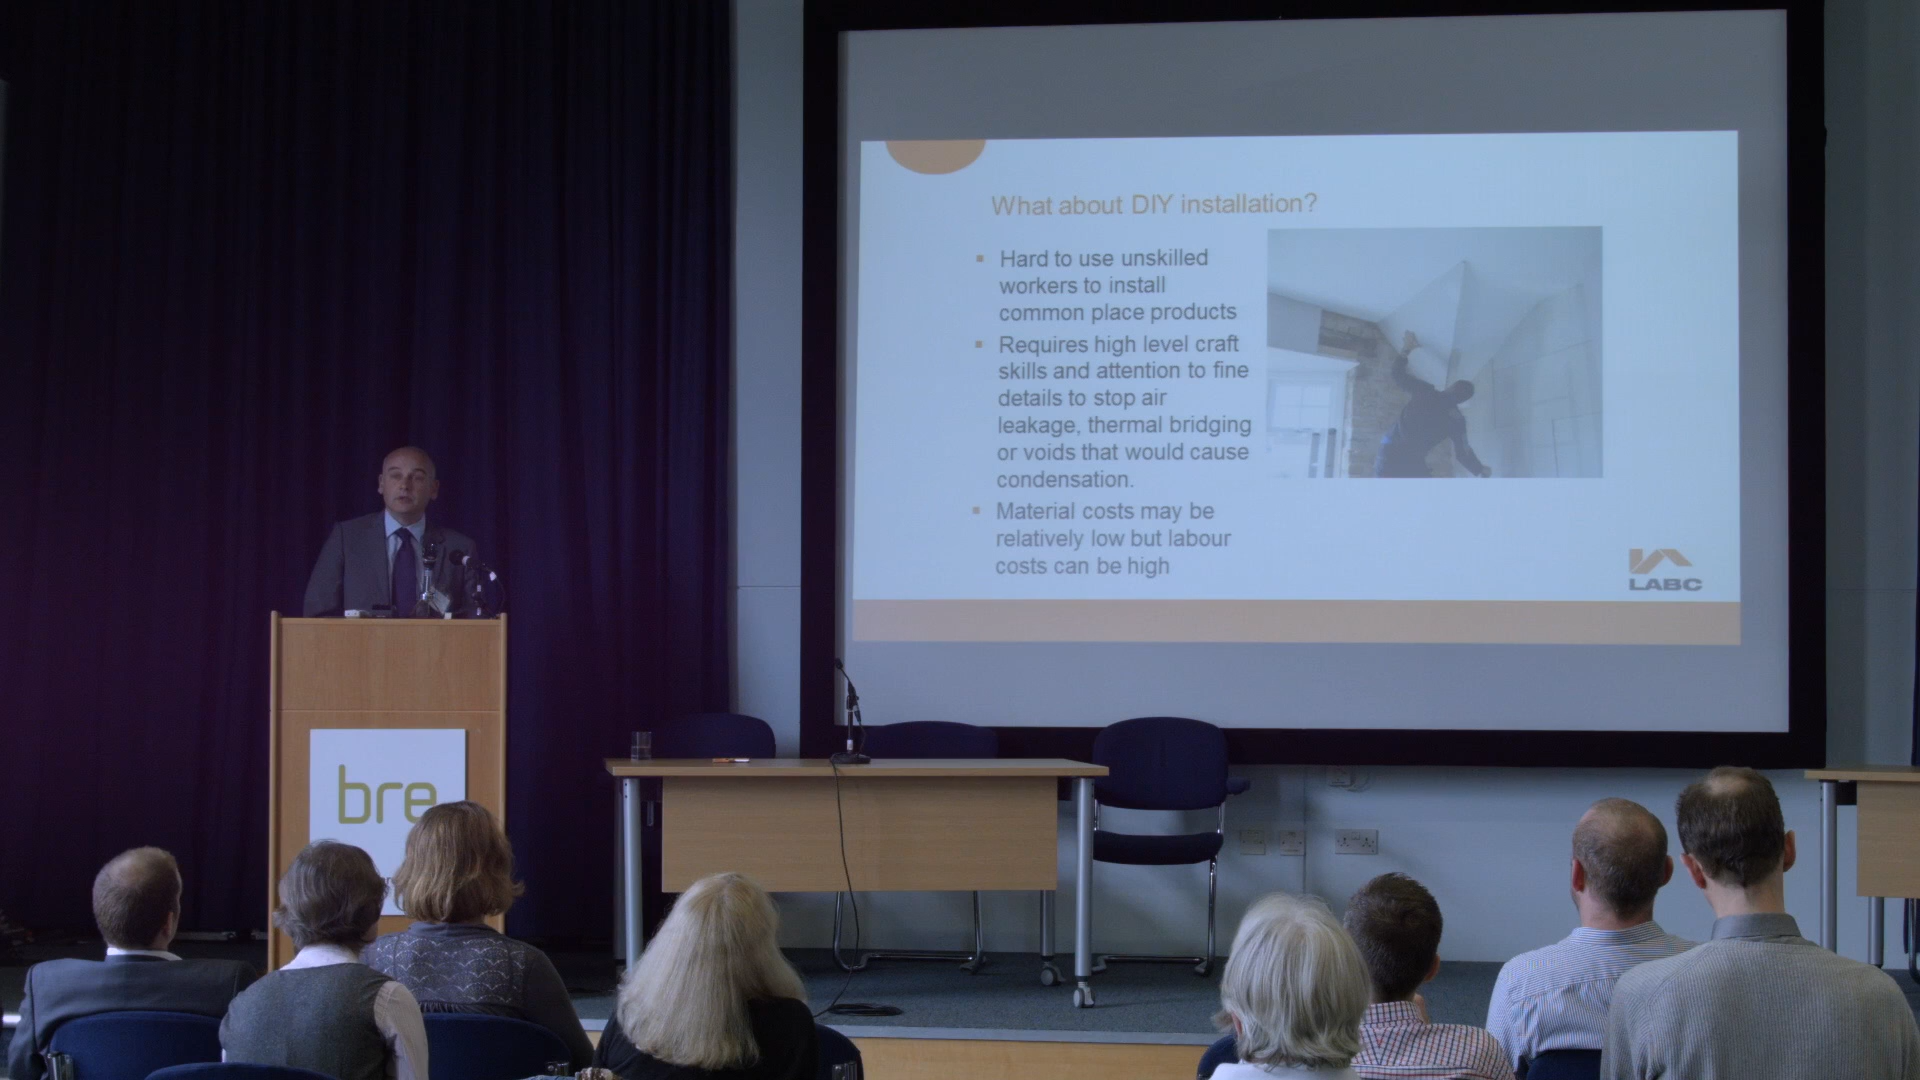 What about DIY installation?
Hard to use unskilled
workers to install
common place products
Requires high level craft
skills and attention to fine
details to stop air
leakage, thermal bridging
or voids that would cause
condensation.
Material costs may be
relatively low but labour
costs can be high
LABC
bre